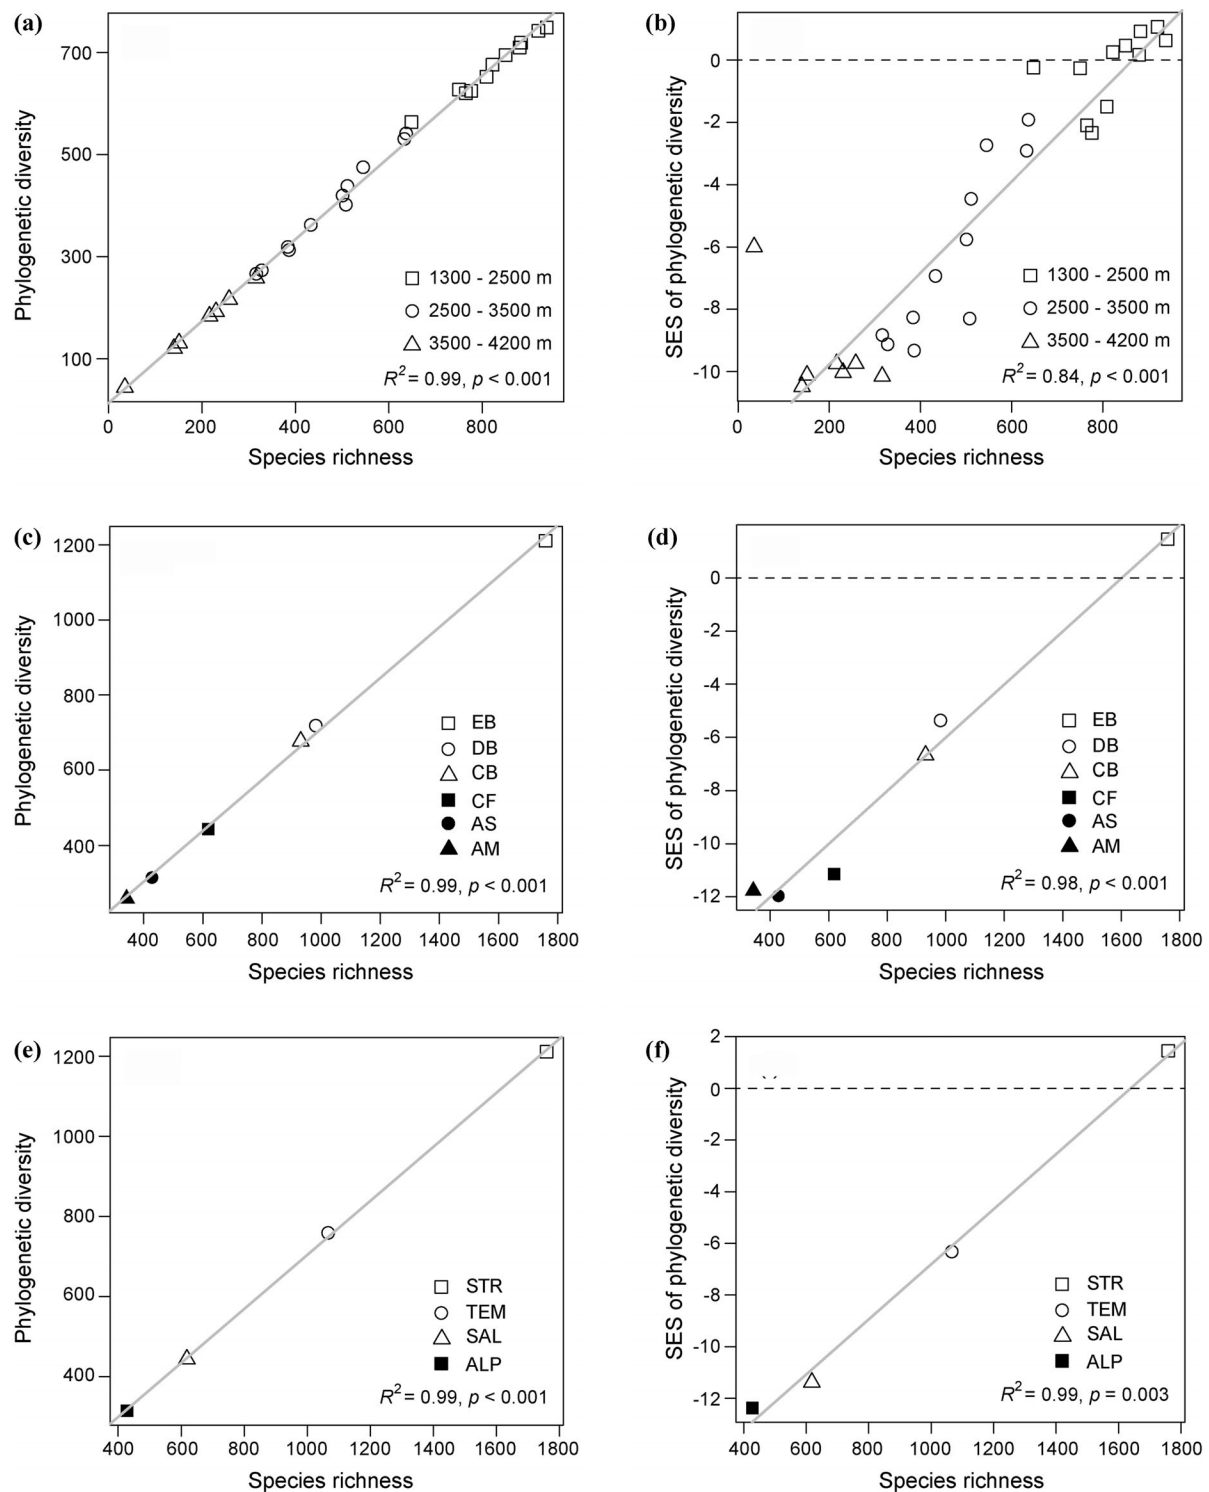 (a)
700
500
300
100
Phylogenetic diversity
1300 - 2500 m
2500 - 3500 m
3500 - 4200 m
R² = 0.99, p < 0.001
0 200 400 600 800
Species richness
(b)
0
-2
-4
-6
-8
-10
SES of phylogenetic diversity
1300 - 2500 m
2500 - 3500 m
3500 - 4200 m
R² = 0.84, p < 0.001
0 200 400 600 800
Species richness
(c)
1200
1000
800
600
400
Phylogenetic diversity
EB
DB
CB
CF
AS
AM
R² = 0.99, p < 0.001
400 600 800 1000 1200 1400 1600 1800
Species richness
(d)
0
-2
-4
-6
-8
-10
-12
SES of phylogenetic diversity
EB
DB
CB
CF
AS
AM
R² = 0.98, p < 0.001
400 600 800 1000 1200 1400 1600 1800
Species richness
(e)
1200
1000
800
600
400
Phylogenetic diversity
STR
TEM
SAL
ALP
R² = 0.99, p < 0.001
400 600 800 1000 1200 1400 1600 1800
Species richness
(f)
2
0
-2
-4
-6
-8
-10
-12
SES of phylogenetic diversity
STR
TEM
SAL
ALP
R² = 0.99, p = 0.003
400 600 800 1000 1200 1400 1600 1800
Species richness